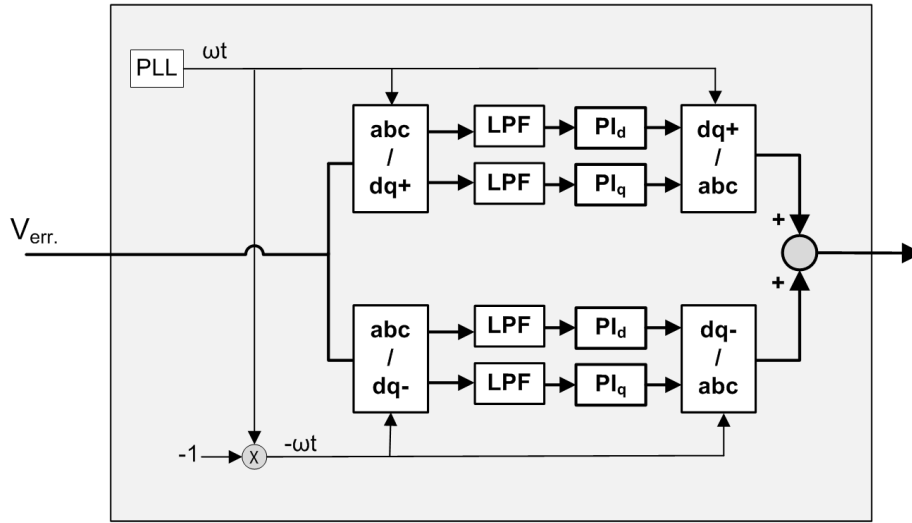 ωt
PLL
abc
/
dq+
LPF
PId
LPF
PIq
dq+
/
abc
+
Verr.
+
abc
/
dq-
LPF
PId
LPF
PIq
dq-
/
abc
-1
X
-ωt